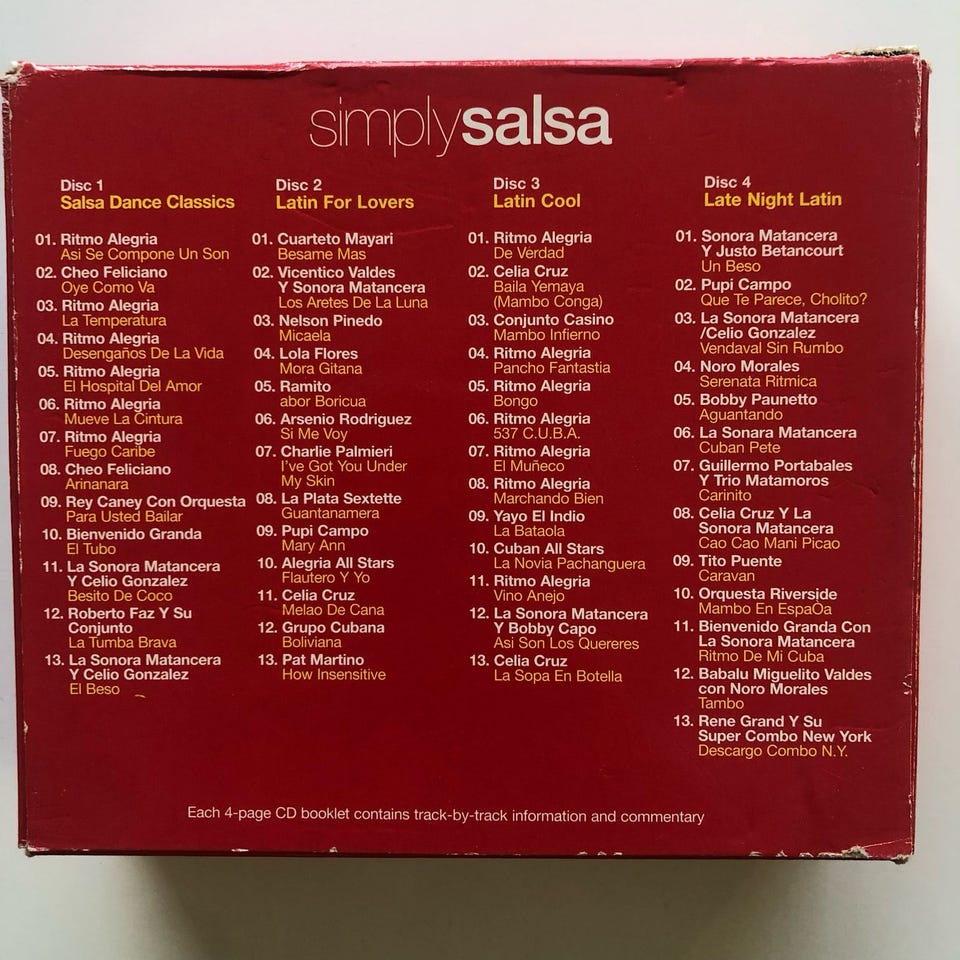 simplysalsa
Disc 1
Salsa Dance Classics
01. Ritmo Alegria
Asi Se Compone Un Son
02. Cheo Feliciano
Oye Como Va
03. Ritmo Alegria
La Temperatura
04. Ritmo Alegria
Desengaños De La Vida
05. Ritmo Alegria
El Hospital Del Amor
06. Ritmo Alegria
Mueve La Cintura
07. Ritmo Alegria
Fuego Caribe
08. Cheo Feliciano
Arinanara
09. Rey Caney Con Orquesta
Para Usted Bailar
10. Bienvenido Granda
El Tubo
11. La Sonora Matancera
Y Celio Gonzalez
Besito De Coco
12. Roberto Faz Y Su
Conjunto
La Tumba Brava
13. La Sonora Matancera
Y Celio Gonzalez
El Beso
Disc 2
Latin For Lovers
01. Cuarteto Mayari
Besame Mas
02. Vicentico Valdes
Y Sonora Matancera
Los Aretes De La Luna
03. Nelson Pinedo
Micaela
04. Lola Flores
Mora Gitana
05. Ramito
abor Boricua
06. Arsenio Rodriguez
Si Me Voy
07. Charlie Palmieri
I've Got You Under
My Skin
08. La Plata Sextette
Guantanamera
09. Pupi Campo
Mary Ann
10. Alegria All Stars
Flautero Y Yo
11. Celia Cruz
Melao De Cana
12. Grupo Cubana
Boliviana
13. Pat Martino
How Insensitive
Disc 3
Latin Cool
01. Ritmo Alegria
De Verdad
02. Celia Cruz
Baila Yemaya
(Mambo Conga)
03. Conjunto Casino
Mambo Infierno
04. Ritmo Alegria
Pancho Fantastia
05. Ritmo Alegria
Bongo
06. Ritmo Alegria
537 C.U.B.A.
07. Ritmo Alegria
El Muñeco
08. Ritmo Alegria
Marchando Bien
09. Yayo El Indio
La Bataola
10. Cuban All Stars
La Novia Pachanguera
11. Ritmo Alegria
Vino Anejo
12. La Sonora Matancera
Y Bobby Capo
Asi Son Los Quereres
13. Celia Cruz
La Sopa En Botella
Disc 4
Late Night Latin
01. Sonora Matancera
Y Justo Betancourt
Un Beso
02. Pupi Campo
Que Te Parece, Cholito?
03. La Sonora Matancera
/Celio Gonzalez
Vendaval Sin Rumbo
04. Noro Morales
Serenata Ritmica
05. Bobby Paunetto
Aguantando
06. La Sonara Matancera
Cuban Pete
07. Guillermo Portabales
Y Trio Matamoros
Carinito
08. Celia Cruz Y La
Sonora Matancera
Cao Cao Mani Picao
09. Tito Puente
Caravan
10. Orquesta Riverside
Mambo En EspaÒa
11. Bienvenido Granda Con
La Sonora Matancera
Ritmo De Mi Cuba
12. Babalu Miguelito Valdes
con Noro Morales
Tambo
13. Rene Grand Y Su
Super Combo New York
Descargo Combo N.Y.
Each 4-page CD booklet contains track-by-track information and commentary